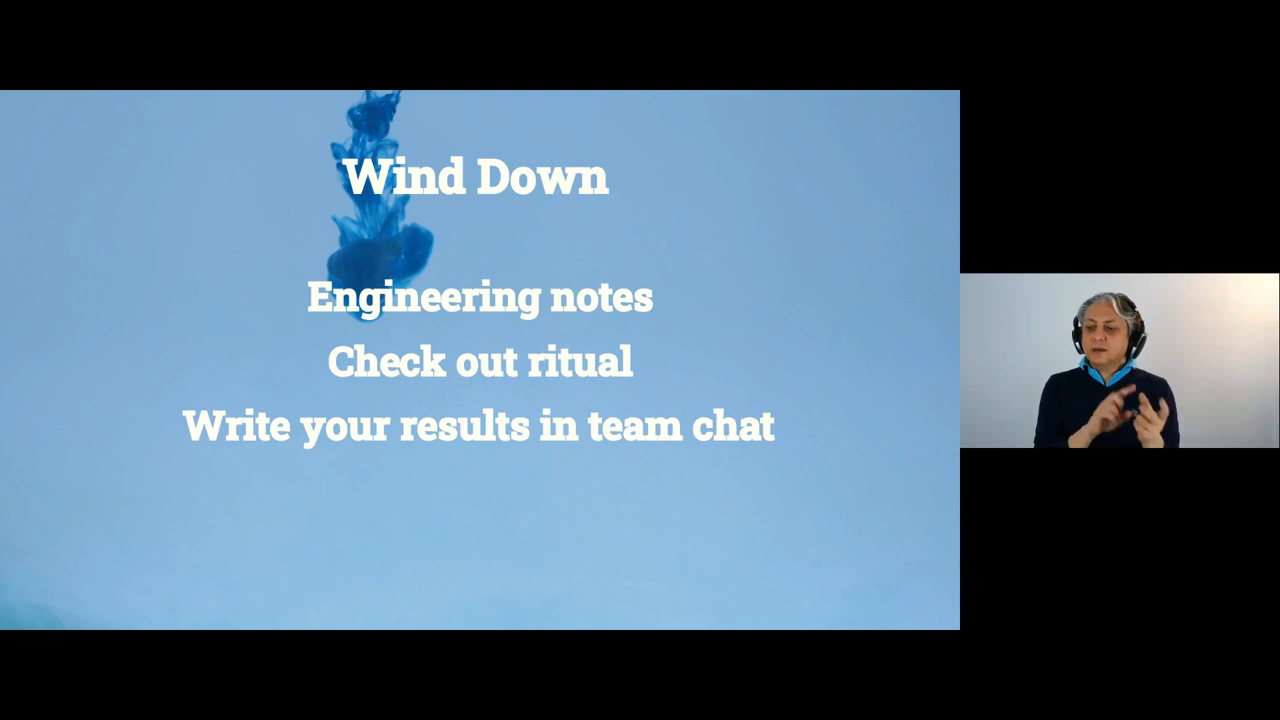 Wind Down
Engineering notes
Check out ritual
Write your results in team chat